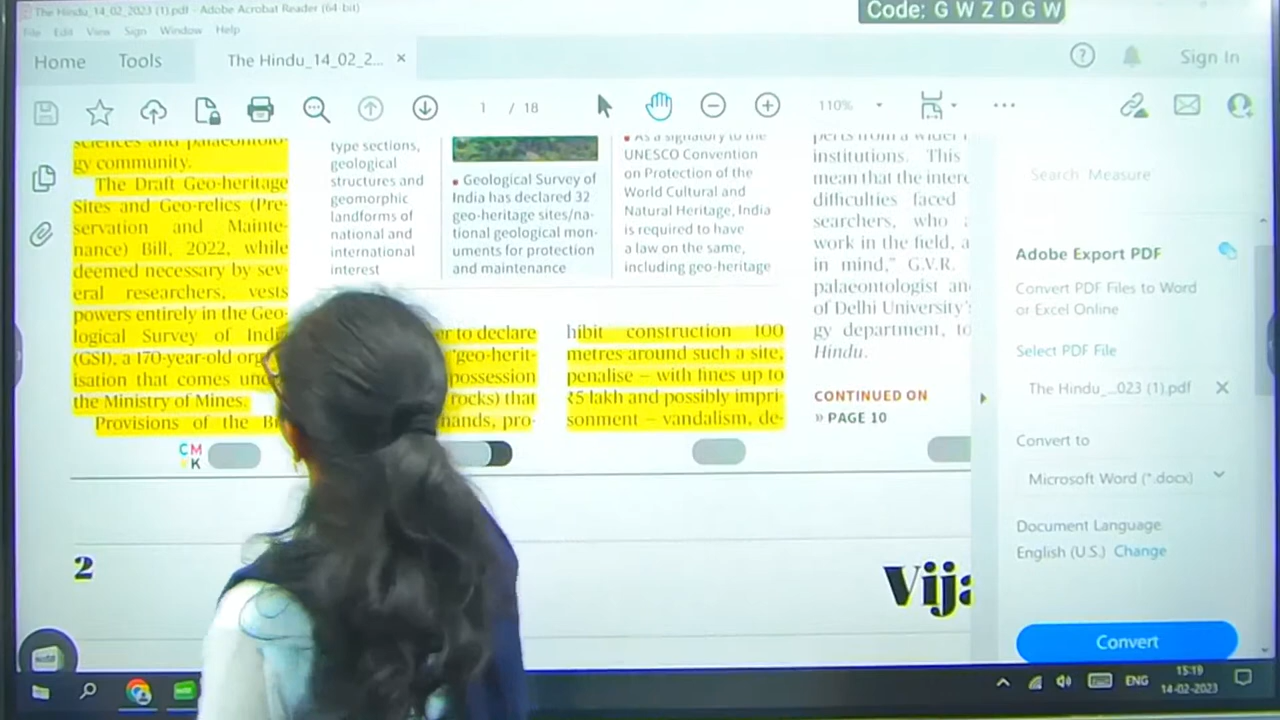 The Hindu_14_02_2023 (1).pdf - Adobe Acrobat Reader (64-bit)
Code: G W Z D G W
File Edit View Sign Window Help
Home Tools The Hindu_14_02_2... × Sign In
1 / 18 110%
sciences and palaeontolo-
gy community.
The Draft Geo-heritage
Sites and Geo-relics (Pre-
servation and Mainte-
nance) Bill, 2022, while
deemed necessary by sev-
eral researchers, vests
powers entirely in the Geo-
logical Survey of Indi
(GSI), a 170-year-old org
isation that comes und
the Ministry of Mines.
Provisions of the Bi
type sections,
geological
structures and
geomorphic
landforms of
national and
international
interest
▪ Geological Survey of
India has declared 32
geo-heritage sites/na-
tional geological mon-
uments for protection
and maintenance
▪ As a signatory to the
UNESCO Convention
on Protection of the
World Cultural and
Natural Heritage, India
is required to have
a law on the same,
including geo-heritage
er to declare
"geo-herit-
possession
rocks) that
hands, pro-
hibit construction 100
metres around such a site,
penalise – with fines up to
₹5 lakh and possibly impri-
sonment – vandalism, de-
perts from a wider
institutions. This
mean that the inter
difficulties faced
searchers, who
work in the field, a
in mind," G.V.R.
palaeontologist an
of Delhi University'
gy department, to
Hindu.
CONTINUED ON
» PAGE 10
CM
K
2
Vija
Search Measure
Adobe Export PDF
Convert PDF Files to Word
or Excel Online
Select PDF File
The Hindu_...023 (1).pdf ×
Convert to
Microsoft Word (*.docx)
Document Language
English (U.S.) Change
Convert
ENG
15:19
14-02-2023